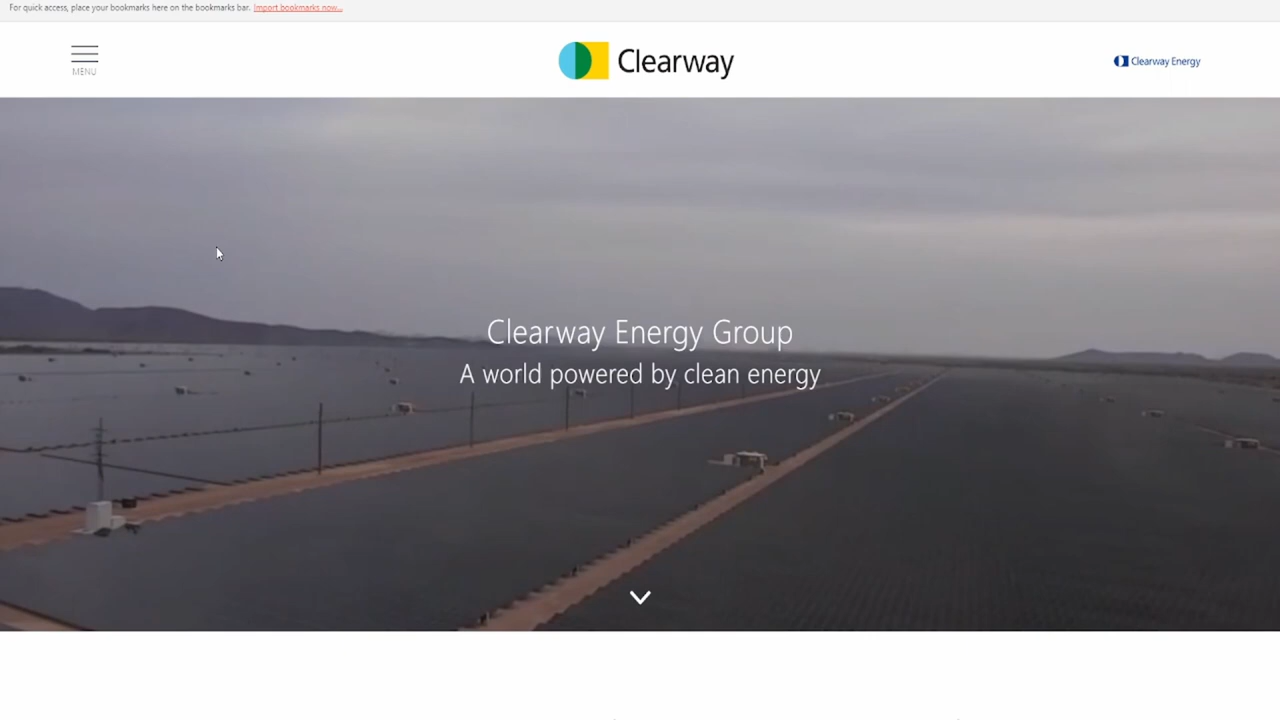 For quick access, place your bookmarks here on the bookmarks bar. Import bookmarks now...
MENU
Clearway
Clearway Energy
Clearway Energy Group
A world powered by clean energy